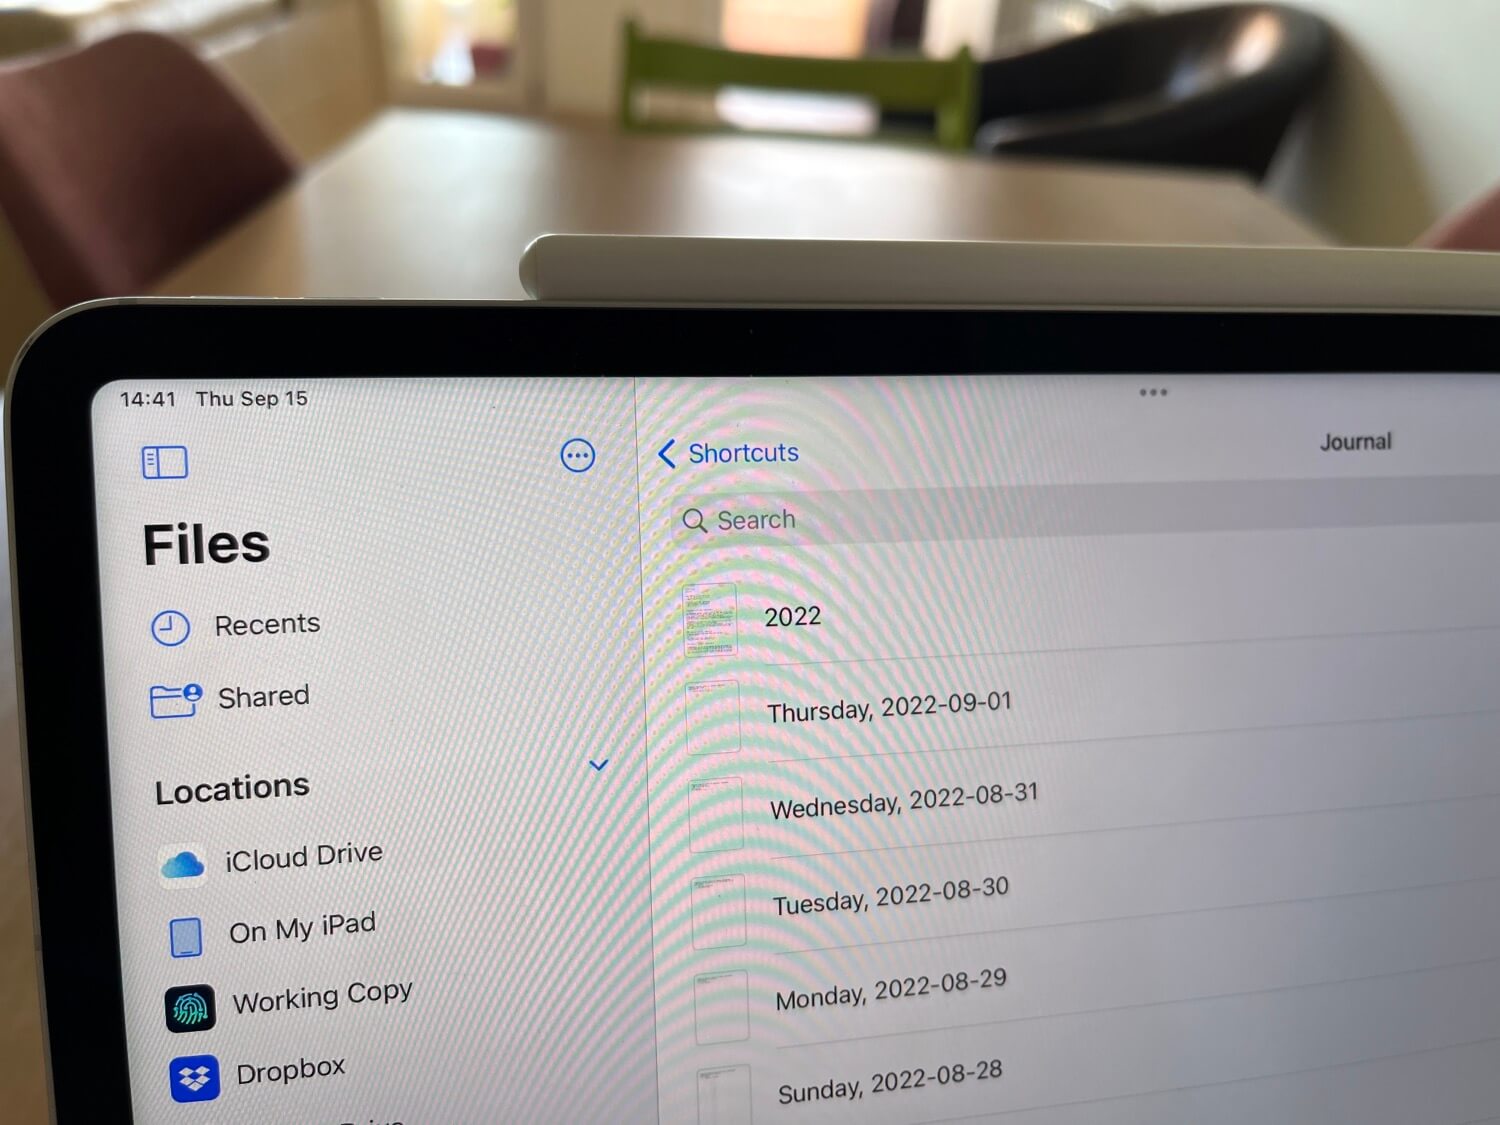 14:41 Thu Sep 15
Files
Recents
Shared
Locations
iCloud Drive
On My iPad
Working Copy
Dropbox
Shortcuts
Journal
Search
2022
Thursday, 2022-09-01
Wednesday, 2022-08-31
Tuesday, 2022-08-30
Monday, 2022-08-29
Sunday, 2022-08-28